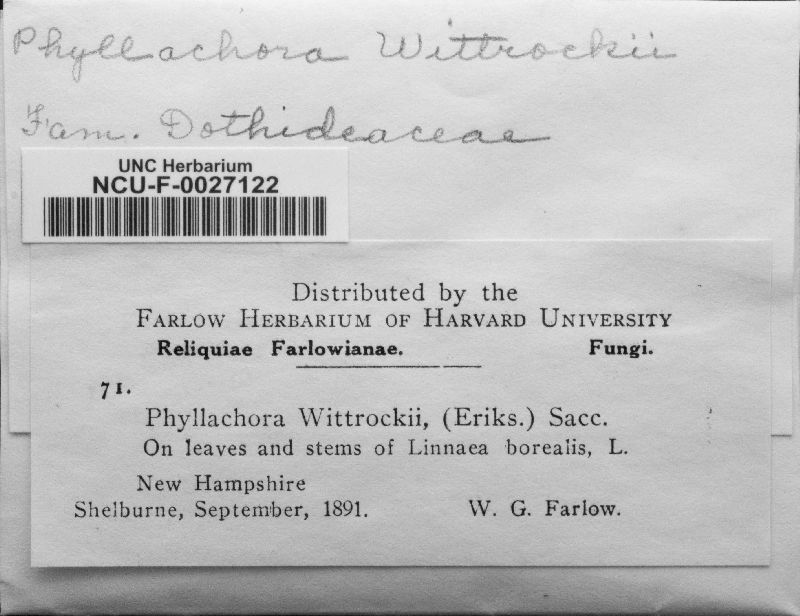 Phyllachora Wittrockii
Fam. Dothideaceae
UNC Herbarium
NCU-F-0027122
Distributed by the
FARLOW HERBARIUM OF HARVARD UNIVERSITY
Reliquiae Farlowianae. Fungi.
71.
Phyllachora Wittrockii, (Eriks.) Sacc.
On leaves and stems of Linnaea borealis, L.
New Hampshire
Shelburne, September, 1891. W. G. Farlow.